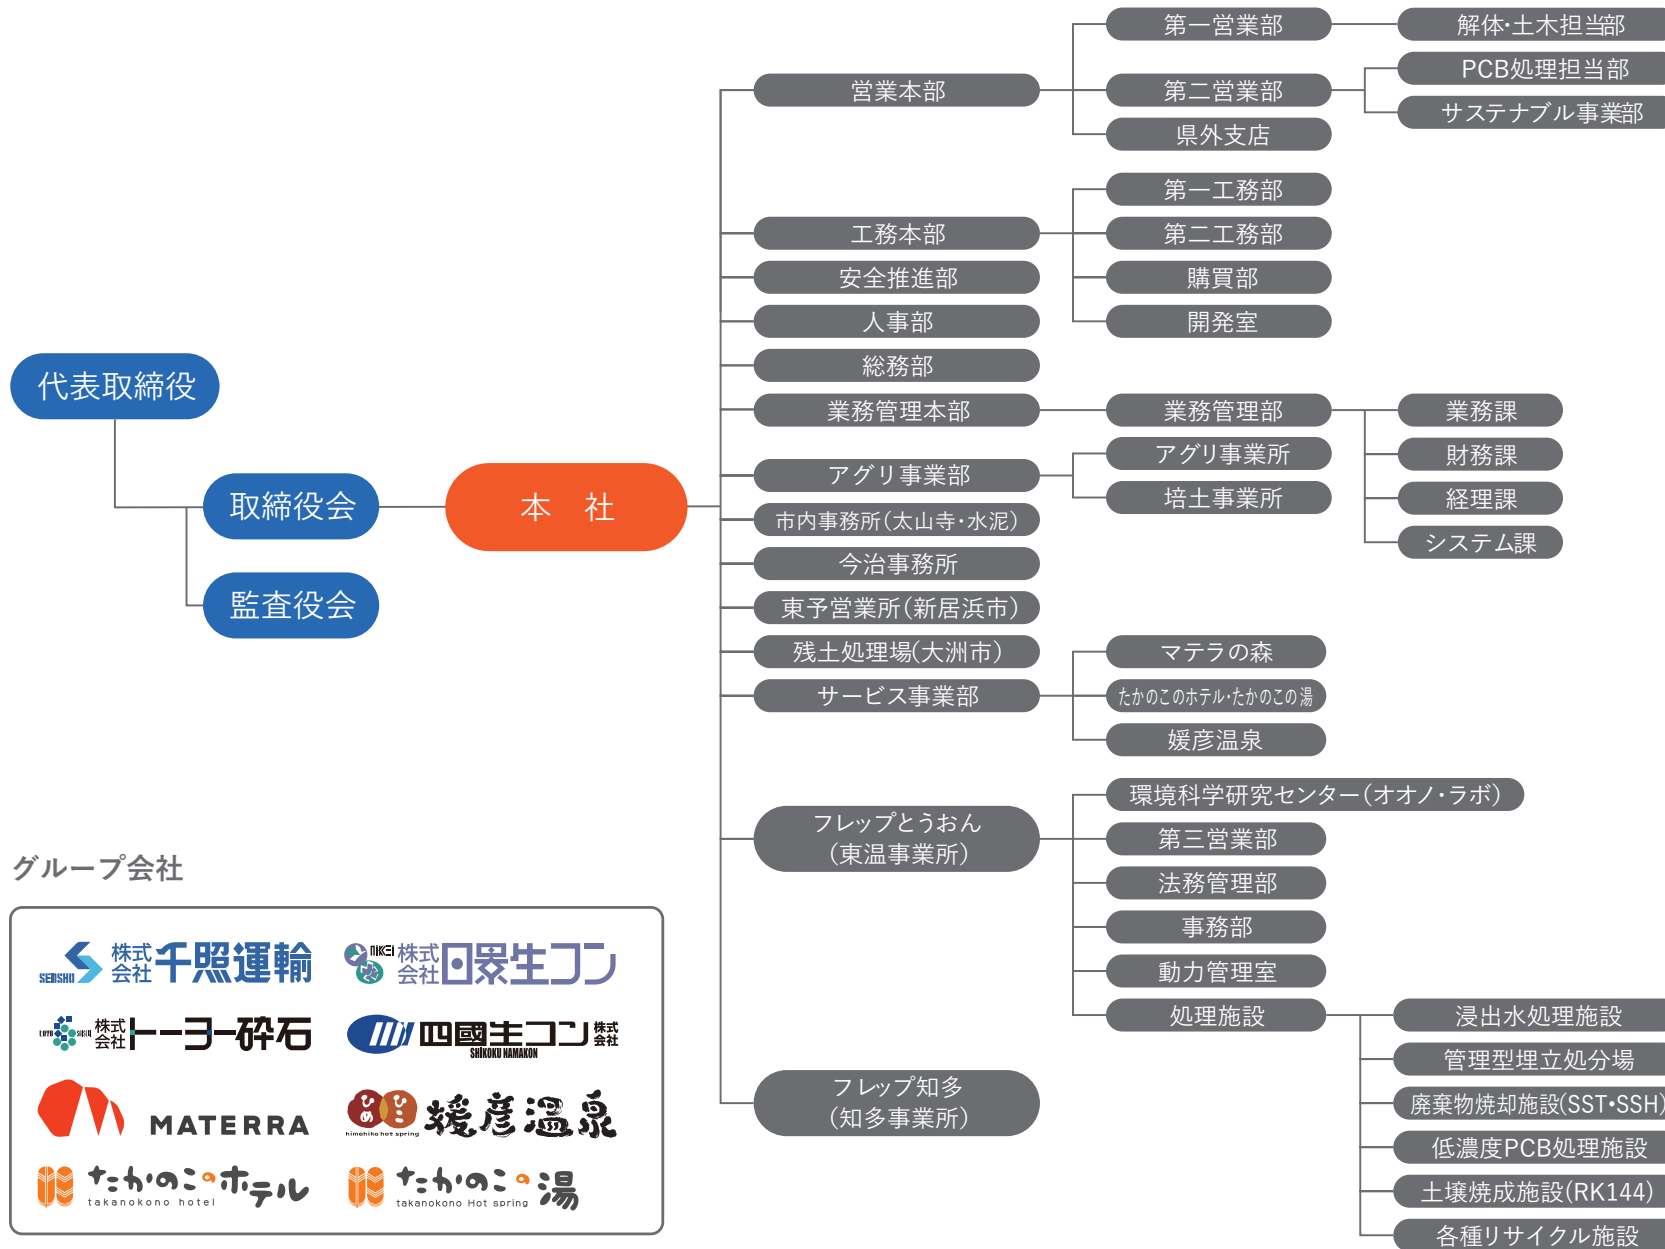 代表取締役
取締役会
監査役会
本　社
営業本部
第一営業部
解体・土木担当部
第二営業部
PCB処理担当部
サステナブル事業部
県外支店
工務本部
第一工務部
第二工務部
購買部
開発室
安全推進部
人事部
総務部
業務管理本部
業務管理部
業務課
財務課
経理課
システム課
アグリ事業部
アグリ事業所
培土事業所
市内事務所(太山寺・水泥)
今治事務所
東予営業所(新居浜市)
残土処理場(大洲市)
サービス事業部
マテラの森
たかのこのホテル・たかのこの湯
媛彦温泉
フレップとうおん
(東温事業所)
環境科学研究センター(オオノ・ラボ)
第三営業部
法務管理部
事務部
動力管理室
処理施設
浸出水処理施設
管理型埋立処分場
廃棄物焼却施設(SST・SSH)
低濃度PCB処理施設
土壌焼成施設(RK144)
各種リサイクル施設
フレップ知多
(知多事業所)
グループ会社
SENSHO 株式会社 千照運輸
NIKKEI 株式会社 日景生コン
株式会社 トーヨー砕石
四國生コン 株式会社
SHIKOKU NAMAKON
MATERRA
ひめ ひこ 媛彦温泉
himehiko hot spring
たかのこのホテル
takanokono hotel
たかのこの湯
takanokono Hot spring